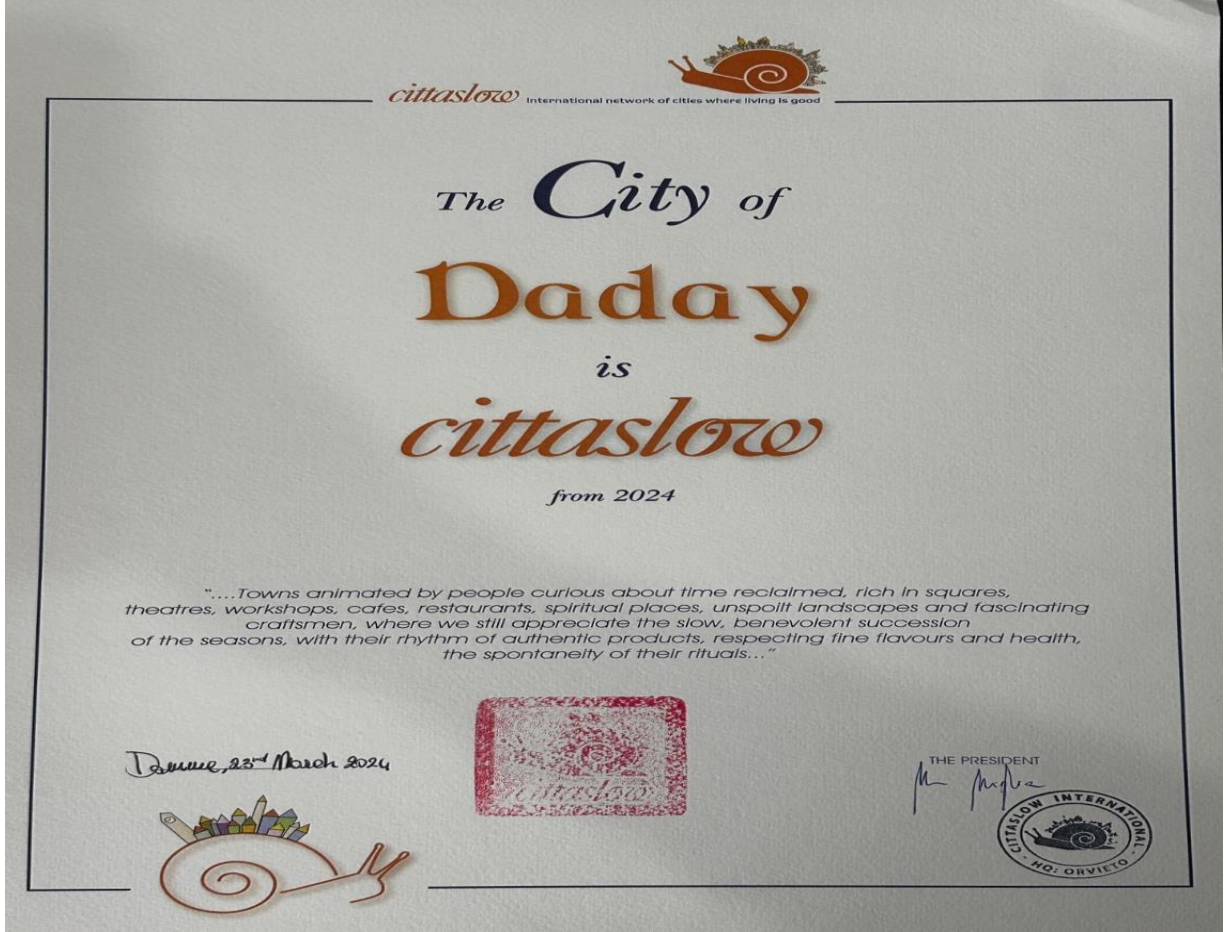 cittaslow International network of cities where living is good
The City of
Daday
is
cittaslow
from 2024
"....Towns animated by people curious about time reclaimed, rich in squares,
theatres, workshops, cafes, restaurants, spiritual places, unspoilt landscapes and fascinating
craftsmen, where we still appreciate the slow, benevolent succession
of the seasons, with their rhythm of authentic products, respecting fine flavours and health,
the spontaneity of their rituals..."
23rd March 2024
cittaslow
THE PRESIDENT
CITTASLOW INTERNATIONAL
HQ: ORVIETO